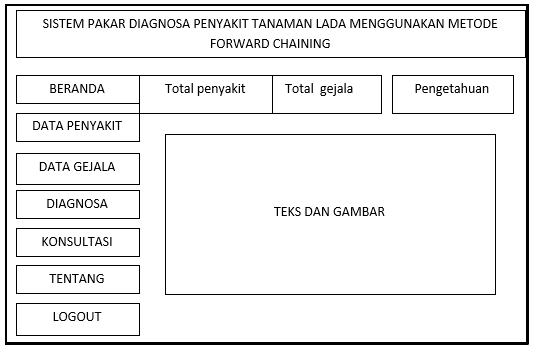 SISTEM PAKAR DIAGNOSA PENYAKIT TANAMAN LADA MENGGUNAKAN METODE
FORWARD CHAINING
BERANDA
Total penyakit
Total gejala
Pengetahuan
DATA PENYAKIT
DATA GEJALA
DIAGNOSA
KONSULTASI
TENTANG
LOGOUT
TEKS DAN GAMBAR